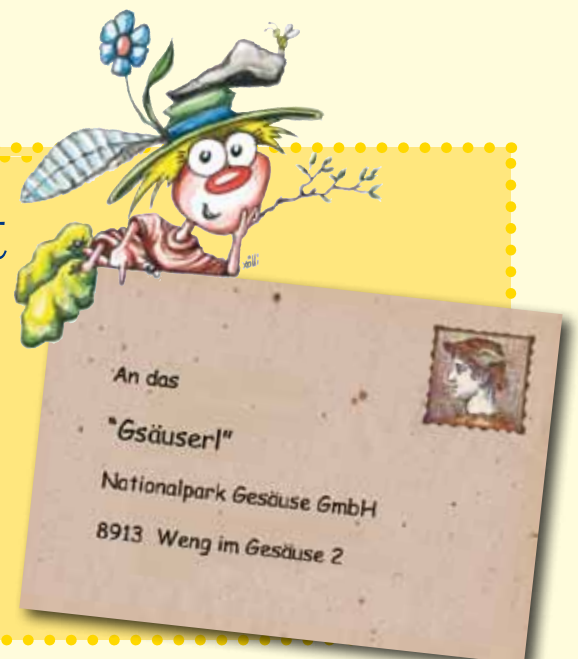 An das
"Gsäuserl"
Nationalpark Gesäuse GmbH
8913 Weng im Gesäuse 2